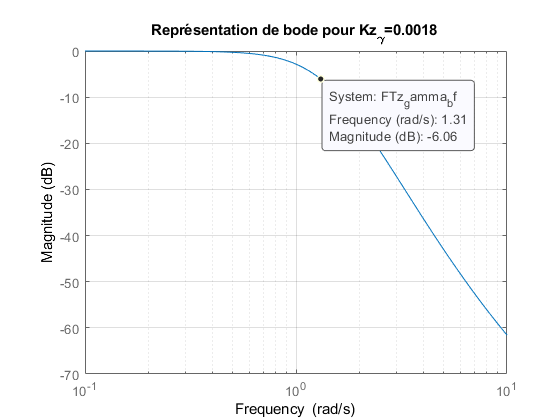 Représentation de bode pour Kz_γ=0.0018
0
-10
-20
-30
-40
-50
-60
-70
Magnitude (dB)
System: FTz_gamma_bf
Frequency (rad/s): 1.31
Magnitude (dB): -6.06
10^-1
10^0
10^1
Frequency (rad/s)